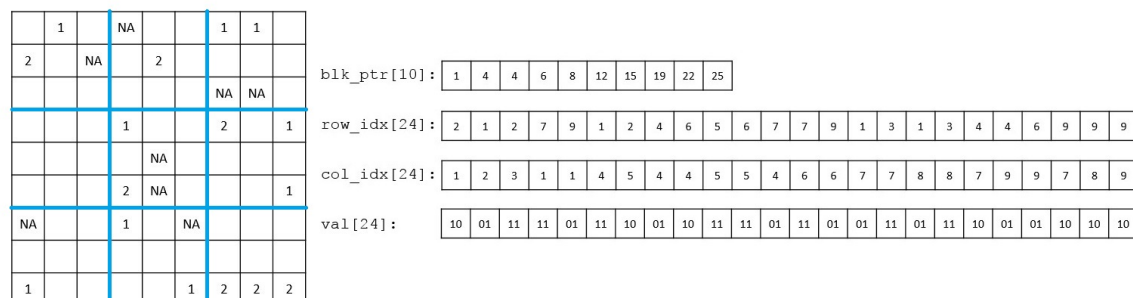 1 NA 1 1
2 NA 2
NA NA
1 2 1
NA
2 NA 1
NA 1 NA
1 1 2 2 2
blk_ptr[10]: 1 4 4 6 8 12 15 19 22 25
row_idx[24]: 2 1 2 7 9 1 2 4 6 5 6 7 7 9 1 3 1 3 4 4 6 9 9 9
col_idx[24]: 1 2 3 1 1 4 5 4 4 5 5 4 6 6 7 7 8 8 7 9 9 7 8 9
val[24]: 10 01 11 11 01 11 10 01 10 11 11 01 11 01 01 11 01 11 10 01 01 10 10 10